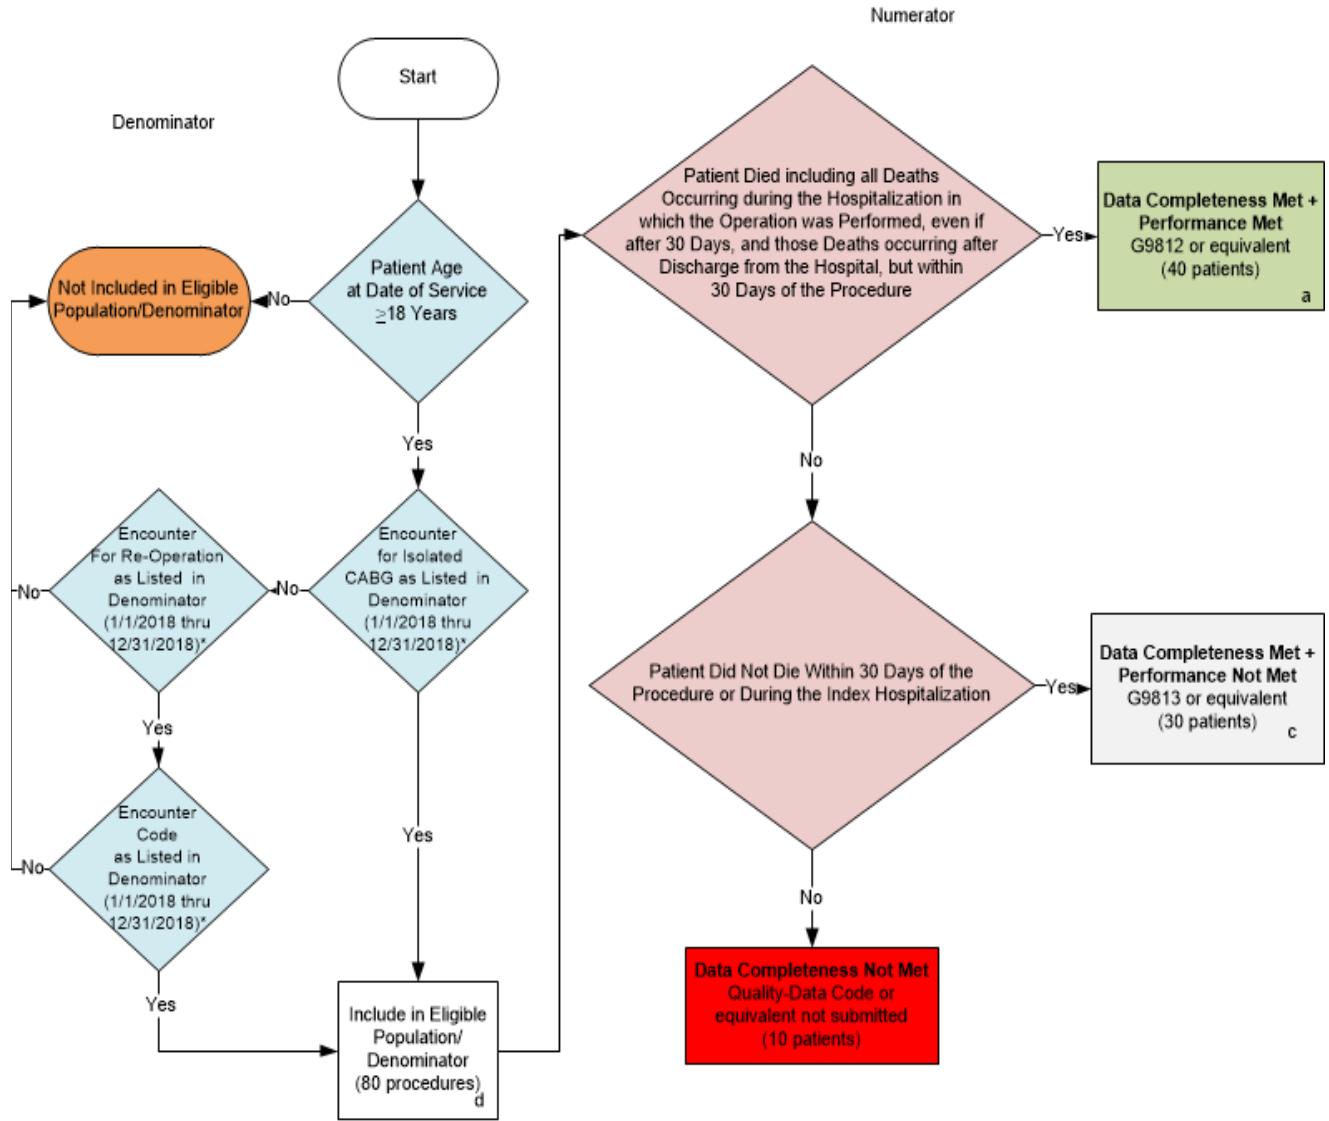 Numerator
Start
Denominator
Patient Age
at Date of Service
≥18 Years
No
Not Included in Eligible
Population/Denominator
Yes
Encounter
for Isolated
CABG as Listed in
Denominator
(1/1/2018 thru
12/31/2018)*
No
Encounter
For Re-Operation
as Listed in
Denominator
(1/1/2018 thru
12/31/2018)*
No
Yes
Encounter
Code
as Listed in
Denominator
(1/1/2018 thru
12/31/2018)*
No
Yes
Yes
Include in Eligible
Population/
Denominator
(80 procedures)
d
Patient Died including all Deaths
Occurring during the Hospitalization in
which the Operation was Performed, even if
after 30 Days, and those Deaths occurring after
Discharge from the Hospital, but within
30 Days of the Procedure
Yes
Data Completeness Met +
Performance Met
G9812 or equivalent
(40 patients)
a
No
Patient Did Not Die Within 30 Days of the
Procedure or During the Index Hospitalization
Yes
Data Completeness Met +
Performance Not Met
G9813 or equivalent
(30 patients)
c
No
Data Completeness Not Met
Quality-Data Code or
equivalent not submitted
(10 patients)